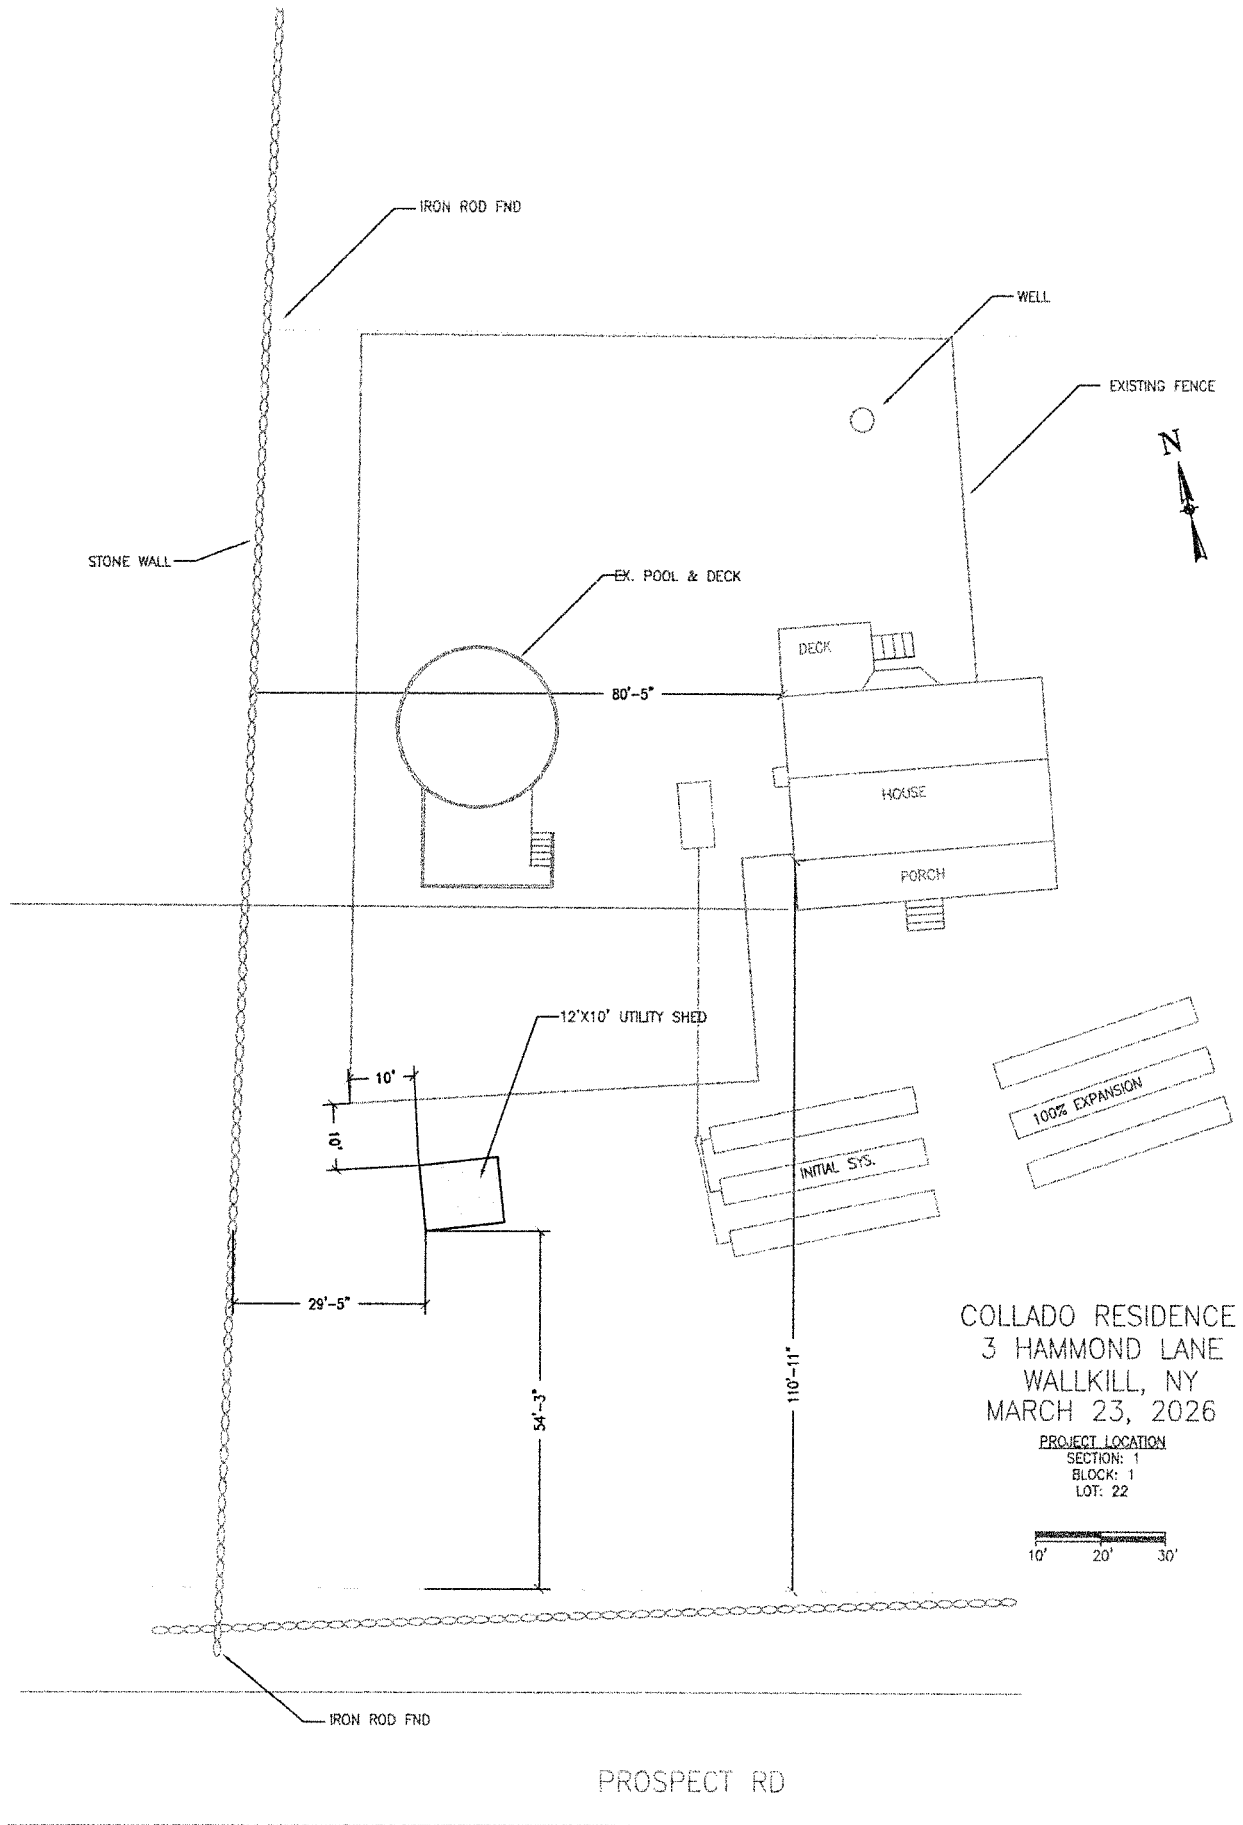 IRON ROD FND
WELL
EXISTING FENCE
N
STONE WALL
EX. POOL & DECK
DECK
80'-5"
HOUSE
PORCH
12'X10' UTILITY SHED
10'
10'
100% EXPANSION
INITIAL SYS.
29'-5"
54'-3"
110'-11"
COLLADO RESIDENCE
3 HAMMOND LANE
WALLKILL, NY
MARCH 23, 2026
PROJECT LOCATION
SECTION: 1
BLOCK: 1
LOT: 22
10' 20' 30'
IRON ROD FND
PROSPECT RD